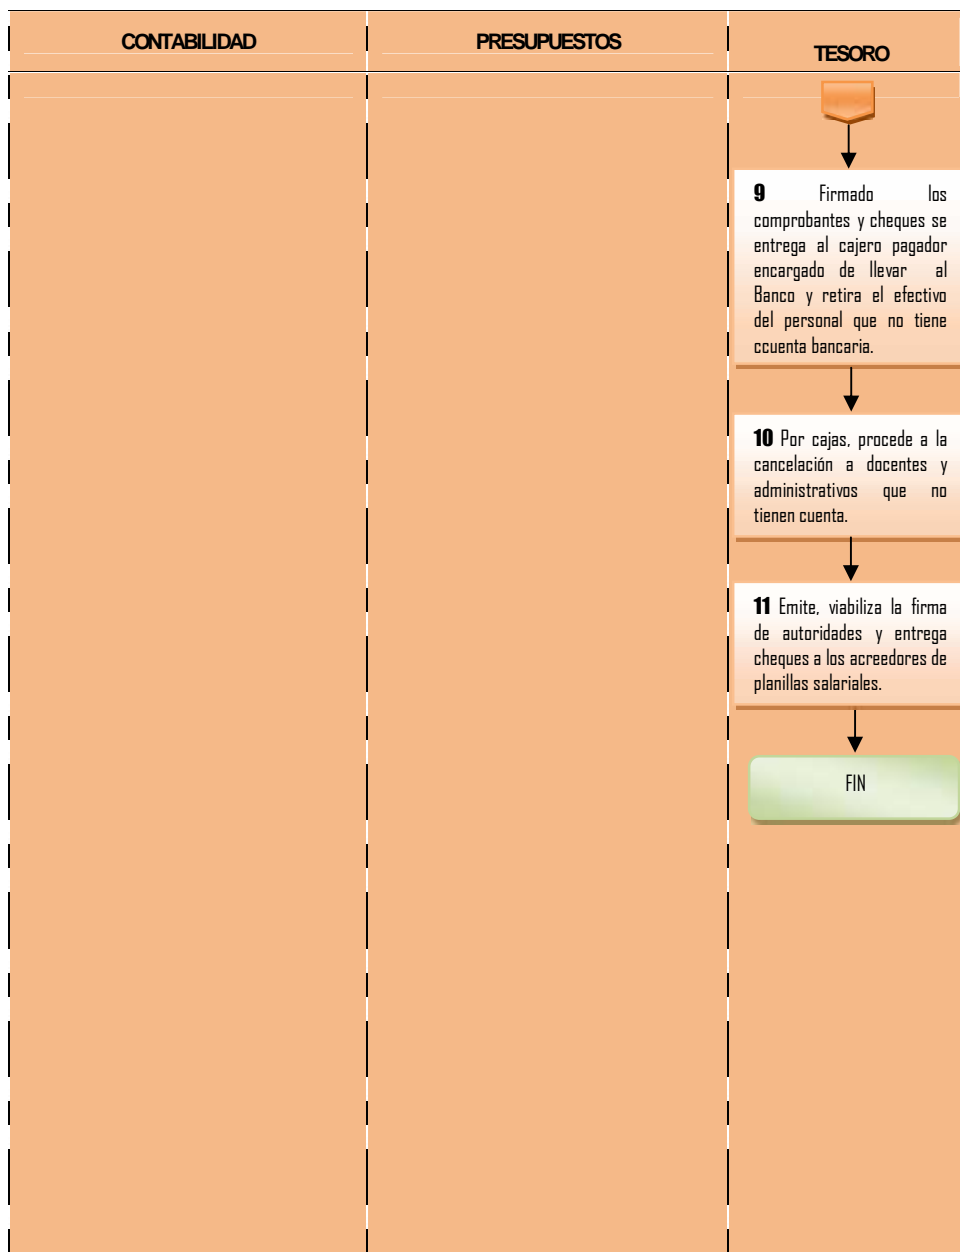 CONTABILIDAD
PRESUPUESTOS
TESORO
9 Firmado los
comprobantes y cheques se
entrega al cajero pagador
encargado de llevar al
Banco y retira el efectivo
del personal que no tiene
ccuenta bancaria.
10 Por cajas, procede a la
cancelación a docentes y
administrativos que no
tienen cuenta.
11 Emite, viabiliza la firma
de autoridades y entrega
cheques a los acreedores de
planillas salariales.
FIN